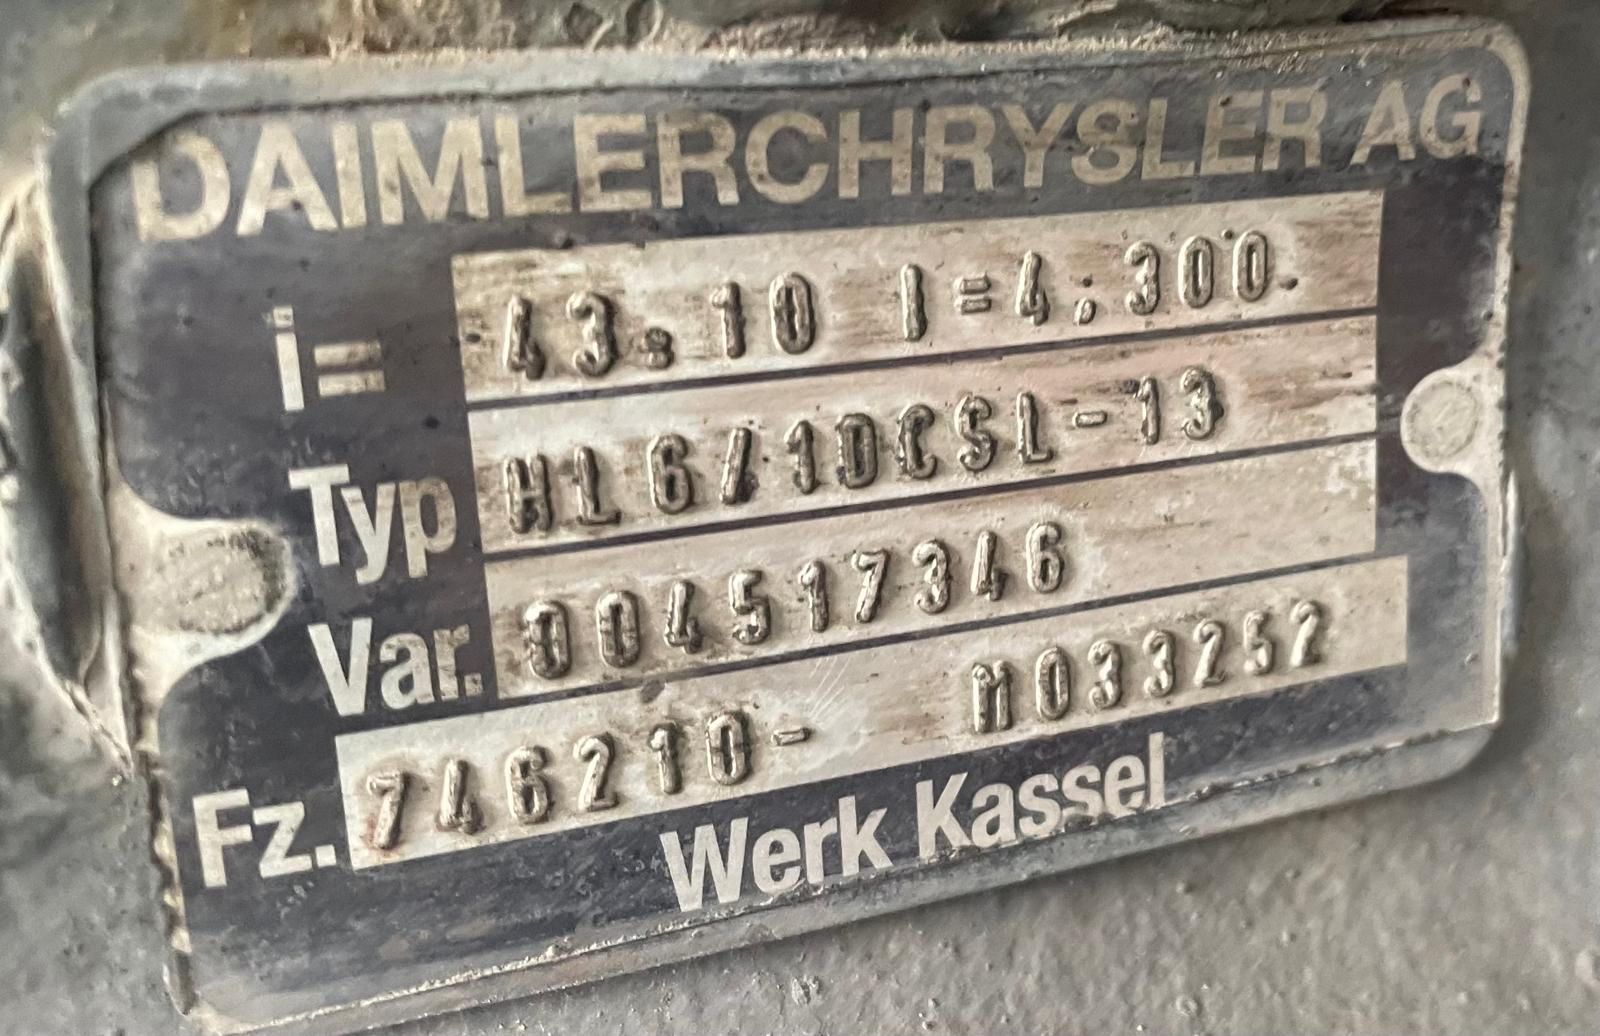 DAIMLERCHRYSLER AG
i= 43:10 I=4,300.
Typ HL6/1DCSL-13
Var. 004517346
Fz. 746210- M033252
Werk Kassel